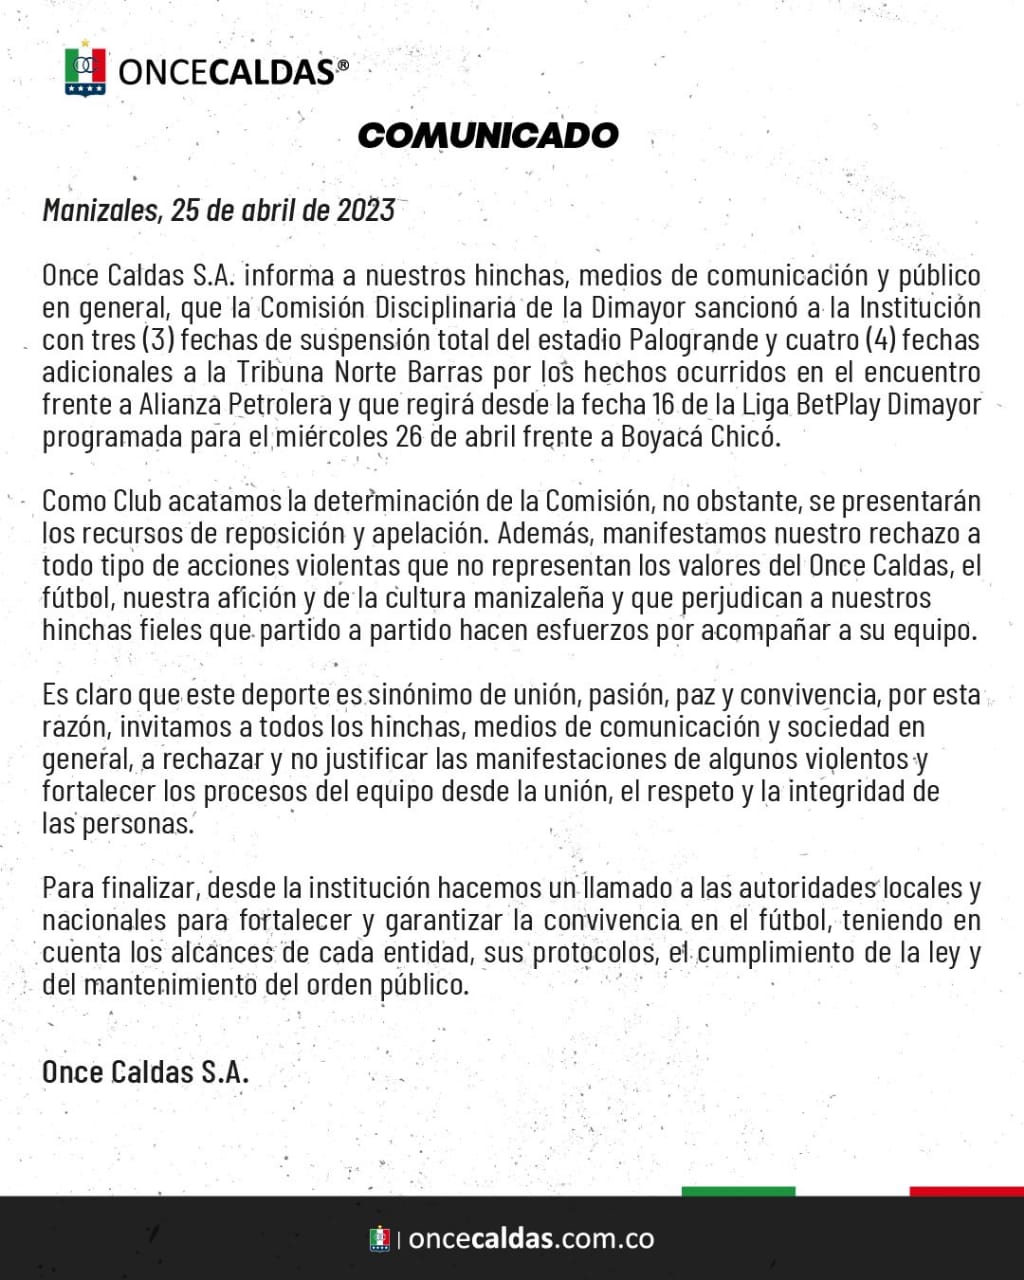 ONCECALDAS®
COMUNICADO
Manizales, 25 de abril de 2023
Once Caldas S.A. informa a nuestros hinchas, medios de comunicación y público
en general, que la Comisión Disciplinaria de la Dimayor sancionó a la Institución
con tres (3) fechas de suspensión total del estadio Palogrande y cuatro (4) fechas
adicionales a la Tribuna Norte Barras por los hechos ocurridos en el encuentro
frente a Alianza Petrolera y que regirá desde la fecha 16 de la Liga BetPlay Dimayor
programada para el miércoles 26 de abril frente a Boyacá Chicó.
Como Club acatamos la determinación de la Comisión, no obstante, se presentarán
los recursos de reposición y apelación. Además, manifestamos nuestro rechazo a
todo tipo de acciones violentas que no representan los valores del Once Caldas, el
fútbol, nuestra afición y de la cultura manizaleña y que perjudican a nuestros
hinchas fieles que partido a partido hacen esfuerzos por acompañar a su equipo.
Es claro que este deporte es sinónimo de unión, pasión, paz y convivencia, por esta
razón, invitamos a todos los hinchas, medios de comunicación y sociedad en
general, a rechazar y no justificar las manifestaciones de algunos violentos y
fortalecer los procesos del equipo desde la unión, el respeto y la integridad de
las personas.
Para finalizar, desde la institución hacemos un llamado a las autoridades locales y
nacionales para fortalecer y garantizar la convivencia en el fútbol, teniendo en
cuenta los alcances de cada entidad, sus protocolos, el cumplimiento de la ley y
del mantenimiento del orden público.
Once Caldas S.A.
| oncecaldas.com.co